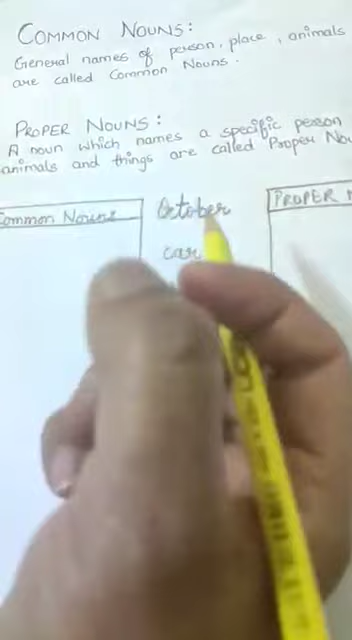 COMMON NOUNS:
General names of person, place, animals
are called Common Nouns.
PROPER NOUNS:
A noun which names a specific person
animals and things are called Proper Nou
Common Nouns
October
PROPER N
car